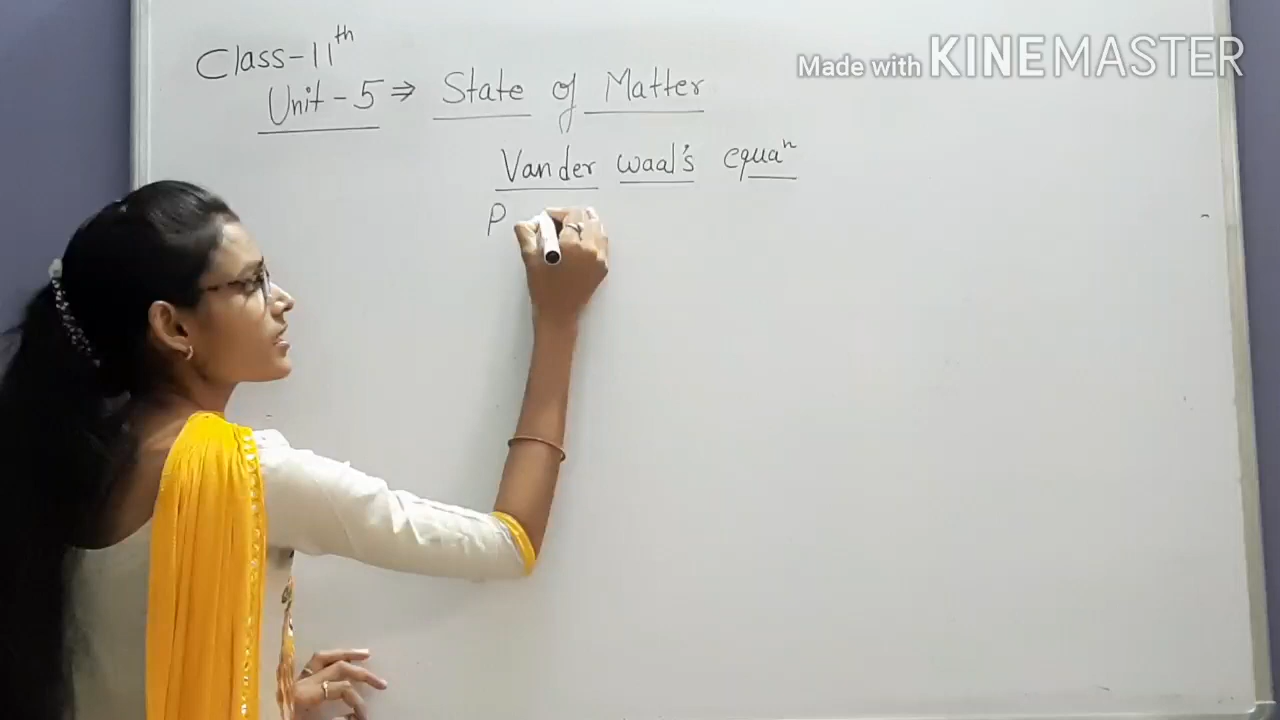 Made with KINEMASTER
Class-11th
Unit-5 ⇒ State of Matter
Vander waal's equan
P